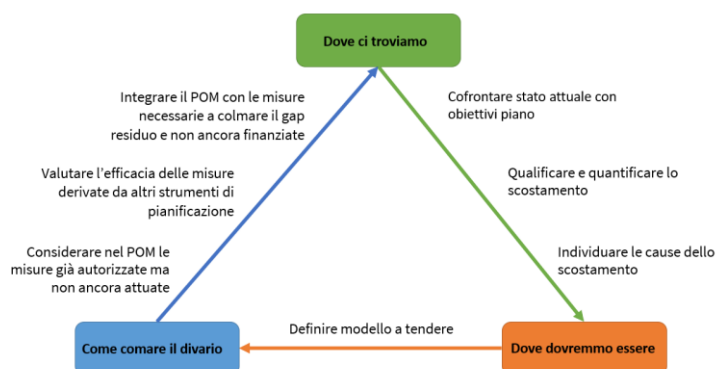 Dove ci troviamo
Integrare il POM con le misure
necessarie a colmare il gap
residuo e non ancora finanziate
Cofrontare stato attuale con
obiettivi piano
Valutare l'efficacia delle misure
derivate da altri strumenti di
pianificazione
Qualificare e quantificare lo
scostamento
Considerare nel POM le
misure già autorizzate ma
non ancora attuate
Individuare le cause dello
scostamento
Definire modello a tendere
Come comare il divario
Dove dovremmo essere